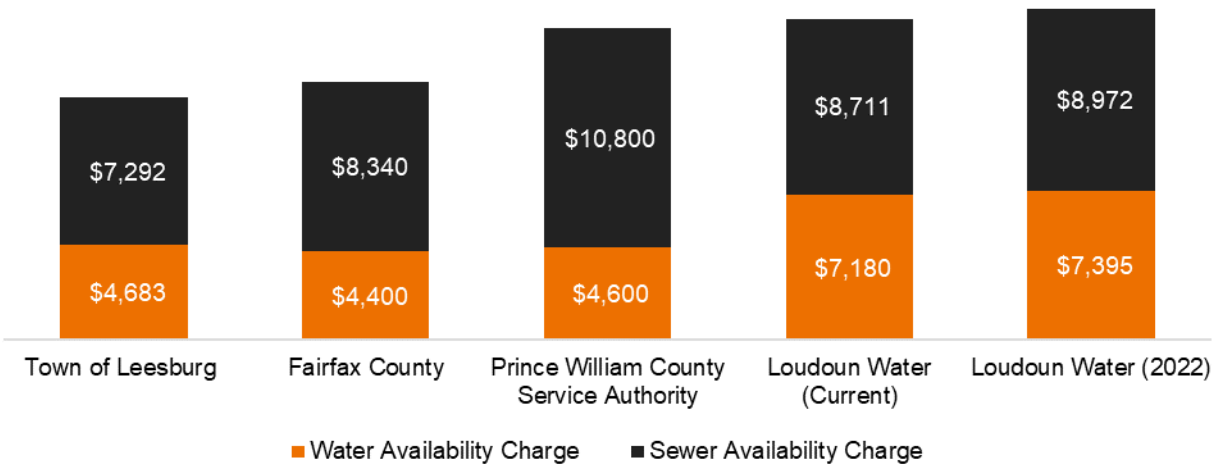 $7,292
$4,683
$8,340
$4,400
$10,800
$4,600
$8,711
$7,180
$8,972
$7,395
Town of Leesburg
Fairfax County
Prince William County
Service Authority
Loudoun Water
(Current)
Loudoun Water (2022)
Water Availability Charge
Sewer Availability Charge